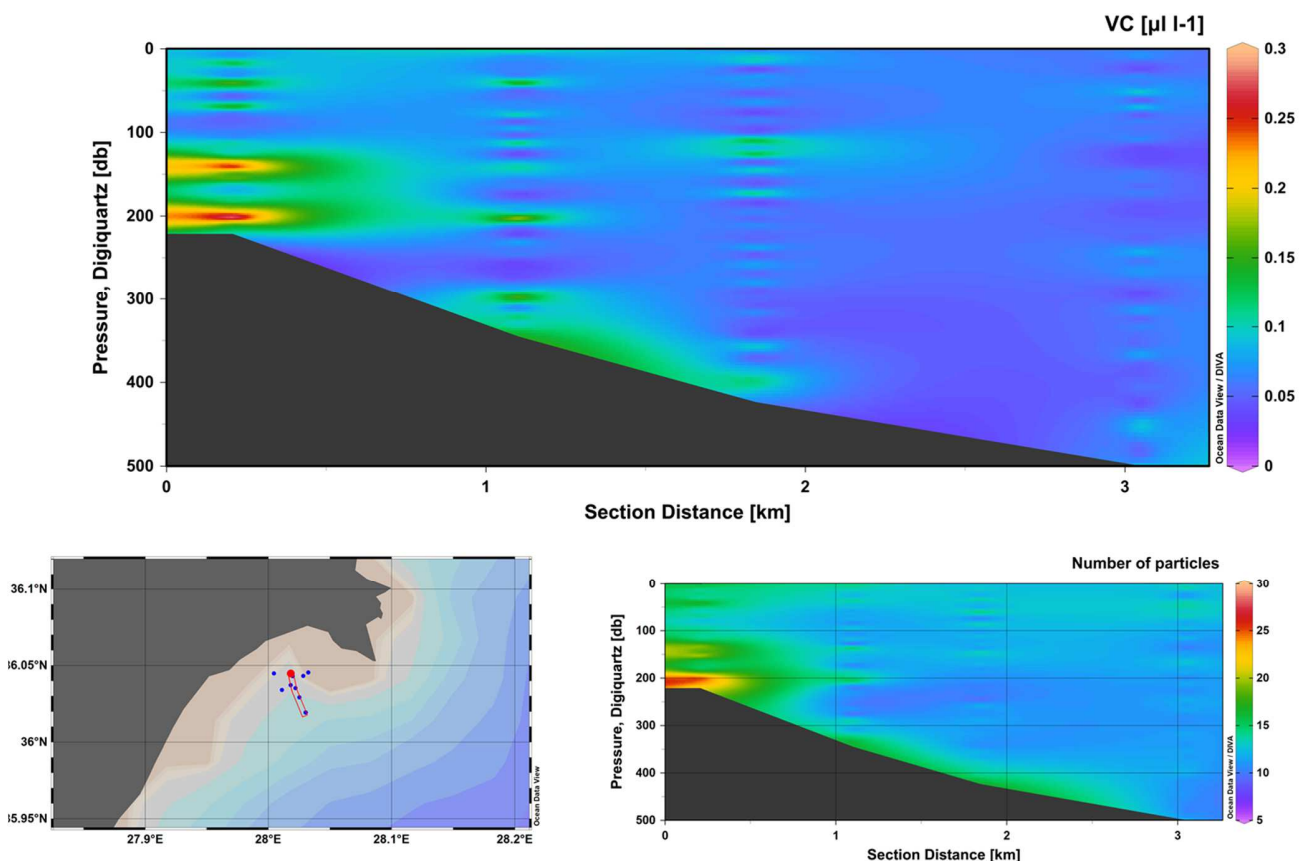 VC [µl l-1]
0
100
200
300
400
500
Pressure, Digiquartz [db]
0
1
2
3
Section Distance [km]
0.3
0.25
0.2
0.15
0.1
0.05
0
Ocean Data View / DIVA
36.1°N
6.05°N
36°N
5.95°N
27.9°E
28°E
28.1°E
28.2°E
Ocean Data View
Number of particles
0
100
200
300
400
500
Pressure, Digiquartz [db]
0
1
2
3
Section Distance [km]
30
25
20
15
10
5
Ocean Data View / DIVA